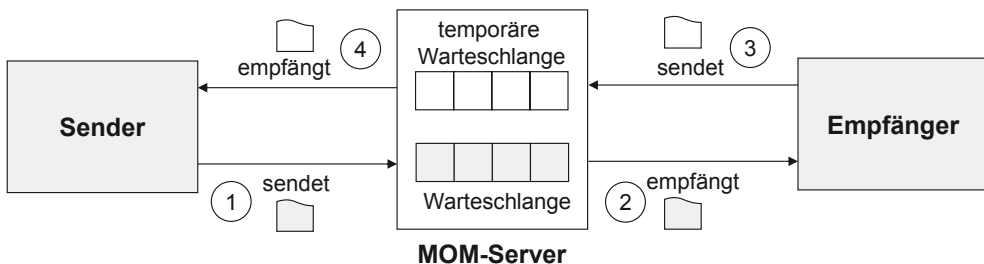 temporäre
Warteschlange
4
3
empfängt
sendet
Sender
Empfänger
1
sendet
Warteschlange
2
empfängt
MOM-Server